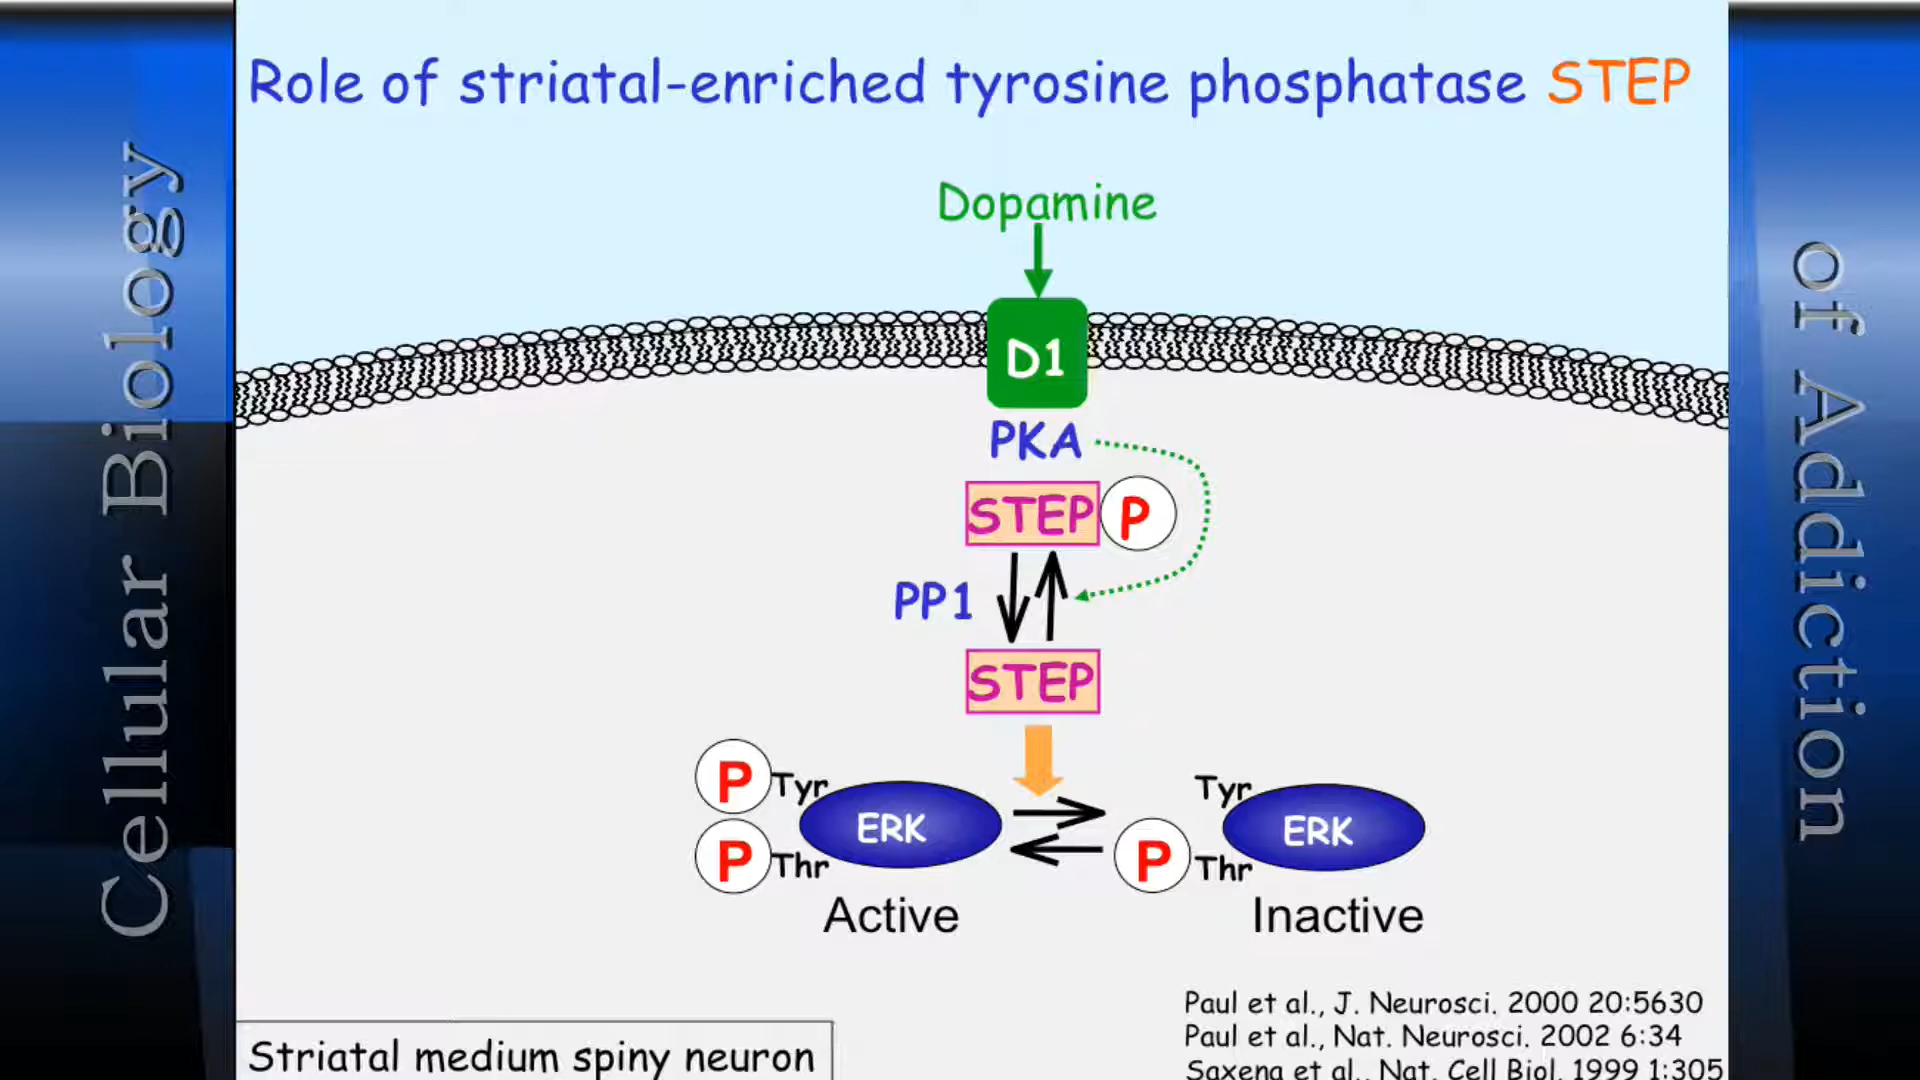 Role of striatal-enriched tyrosine phosphatase STEP
Cellular Biology
of Addiction
Dopamine
D1
PKA
STEP P
PP1
STEP
P Tyr
ERK
P Thr
Active
Tyr
ERK
P Thr
Inactive
Paul et al., J. Neurosci. 2000 20:5630
Paul et al., Nat. Neurosci. 2002 6:34
Saxena et al., Nat. Cell Biol. 1999 1:305
Striatal medium spiny neuron